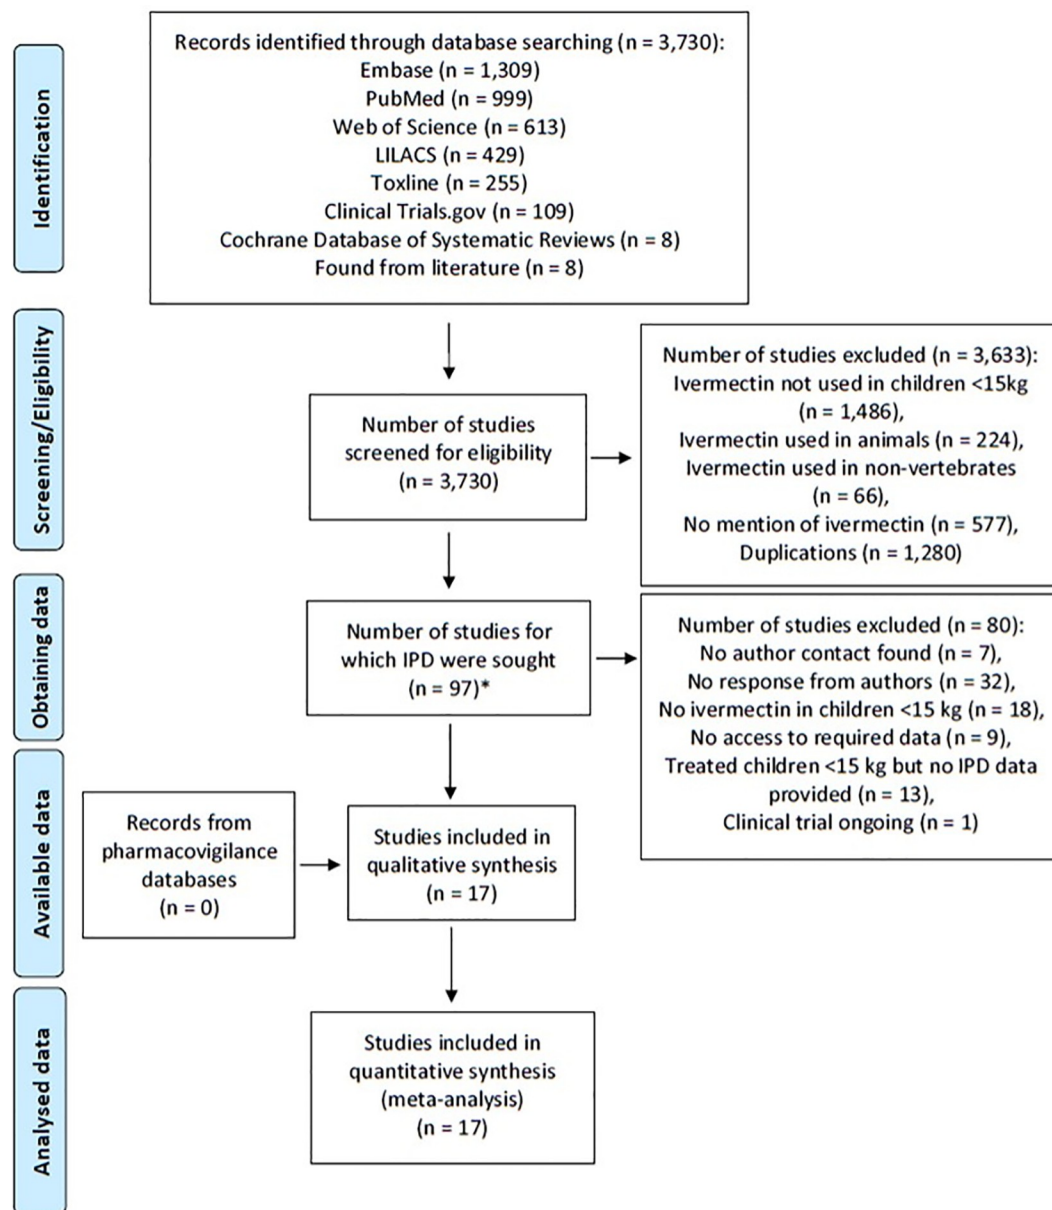 Identification
Records identified through database searching (n = 3,730):
Embase (n = 1,309)
PubMed (n = 999)
Web of Science (n = 613)
LILACS (n = 429)
Toxline (n = 255)
Clinical Trials.gov (n = 109)
Cochrane Database of Systematic Reviews (n = 8)
Found from literature (n = 8)
Screening/Eligibility
Number of studies
screened for eligibility
(n = 3,730)
Number of studies excluded (n = 3,633):
Ivermectin not used in children <15kg
(n = 1,486),
Ivermectin used in animals (n = 224),
Ivermectin used in non-vertebrates
(n = 66),
No mention of ivermectin (n = 577),
Duplications (n = 1,280)
Obtaining data
Number of studies for
which IPD were sought
(n = 97)*
Number of studies excluded (n = 80):
No author contact found (n = 7),
No response from authors (n = 32),
No ivermectin in children <15 kg (n = 18),
No access to required data (n = 9),
Treated children <15 kg but no IPD data
provided (n = 13),
Clinical trial ongoing (n = 1)
Available data
Records from
pharmacovigilance
databases
(n = 0)
Studies included in
qualitative synthesis
(n = 17)
Analysed data
Studies included in
quantitative synthesis
(meta-analysis)
(n = 17)